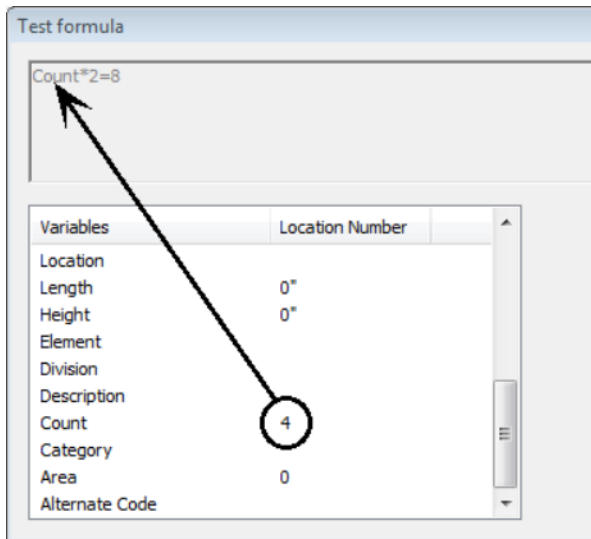 Test formula
Count*2=8
Variables Location Number
Location
Length 0"
Height 0"
Element
Division
Description
Count 4
Category
Area 0
Alternate Code